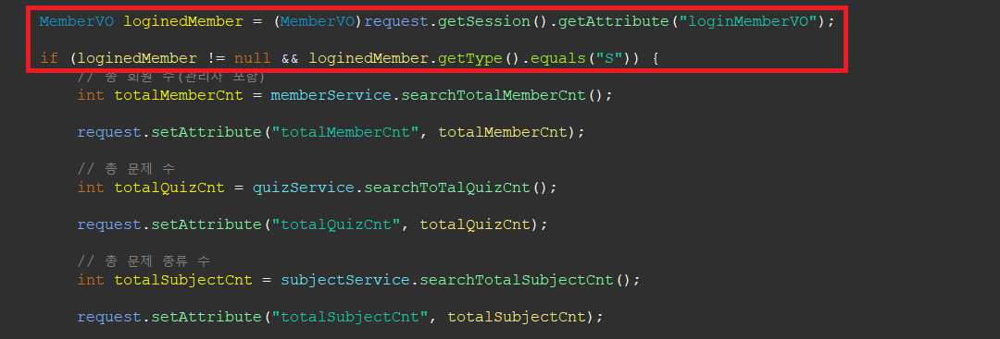 MemberVO loginedMember = (MemberVO)request.getSession().getAttribute("loginMemberVO");
if (loginedMember != null && loginedMember.getType().equals("S")) {
// 총 회원 수(관리자 포함)
int totalMemberCnt = memberService.searchTotalMemberCnt();
request.setAttribute("totalMemberCnt", totalMemberCnt);
// 총 문제 수
int totalQuizCnt = quizService.searchToTalQuizCnt();
request.setAttribute("totalQuizCnt", totalQuizCnt);
// 총 문제 종류 수
int totalSubjectCnt = subjectService.searchTotalSubjectCnt();
request.setAttribute("totalSubjectCnt", totalSubjectCnt);